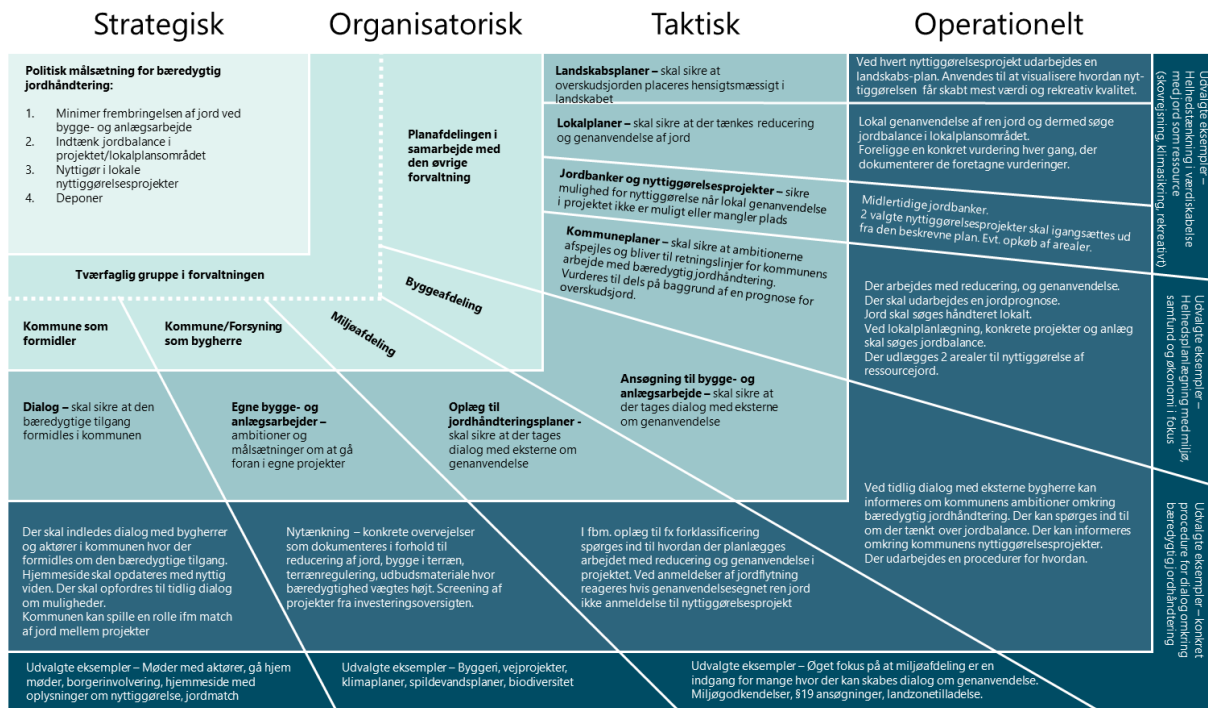 Strategisk
Organisatorisk
Taktisk
Operationelt
Politisk målsætning for bæredygtig
jordhåndtering:
1. Minimer frembringelsen af jord ved
bygge- og anlægsarbejde
2. Indtænk jordbalance i
projektet/lokalplansområdet
3. Nyttigør i lokale
nyttiggørelsesprojekter
4. Deponer
Tværfaglig gruppe i forvaltningen
Planafdelingen i
samarbejde med
den øvrige
forvaltning
Byggeafdeling
Miljøafdeling
Kommune som
formidler
Kommune/Forsyning
som bygherre
Landskabsplaner – skal sikre at
overskudsjorden placeres hensigtsmæssigt i
landskabet
Lokalplaner – skal sikre at der tænkes reducering
og genanvendelse af jord
Jordbanker og nyttiggørelsesprojekter – sikre
mulighed for nyttiggørelse når lokal genanvendelse
i projektet ikke er muligt eller mangler plads
Kommuneplaner – skal sikre at ambitionerne
afspejles og bliver til retningslinjer for kommunens
arbejde med bæredygtig jordhåndtering.
Vurderes til dels på baggrund af en prognose for
overskudsjord.
Ansøgning til bygge- og
anlægsarbejde – skal sikre at
der tages dialog med eksterne
om genanvendelse
Oplæg til
jordhåndteringsplaner -
skal sikre at der tages
dialog med eksterne om
genanvendelse
Egne bygge- og
anlægsarbejder –
ambitioner og
målsætninger om at gå
foran i egne projekter
Dialog – skal sikre at den
bæredygtige tilgang
formidles i kommunen
Ved hvert nyttiggørelsesprojekt udarbejdes en
landskabs-plan. Anvendes til at visualisere hvordan nyt-
tiggørelsen får skabt mest værdi og rekreativ kvalitet.
Lokal genanvendelse af ren jord og dermed søge
jordbalance i lokalplansområdet.
Foreligge en konkret vurdering hver gang, der
dokumenterer de foretagne vurderinger.
Midlertidige jordbanker.
2 valgte nyttiggørelsesprojekter skal igangsættes ud
fra den beskrevne plan. Evt. opkøb af arealer.
Der arbejdes med reducering, og genanvendelse.
Der skal udarbejdes en jordprognose.
Jord skal søges håndteret lokalt.
Ved lokalplanlægning, konkrete projekter og anlæg
skal søges jordbalance.
Der udlægges 2 arealer til nyttiggørelse af
ressourcejord.
Ved tidlig dialog med eksterne bygherre kan
informeres om kommunens ambitioner omkring
bæredygtig jordhåndtering. Der kan spørges ind til
om der tænkt over jordbalance. Der kan informeres
omkring kommunens nyttiggørelsesprojekter.
Der udarbejdes en procedurer for hvordan.
I fbm. oplæg til fx forklassificering
spørges ind til hvordan der planlægges
arbejdet med reducering og genanvendelse i
projektet. Ved anmeldelser af jordflytning
reageres hvis genanvendelsesegnet ren jord
ikke anmeldelse til nyttiggørelsesprojekt
Nytænkning – konkrete overvejelser
som dokumenteres i forhold til
reducering af jord, bygge i terræn,
terrænregulering, udbudsmateriale hvor
bæredygtighed vægtes højt. Screening af
projekter fra investeringsoversigten.
Der skal indledes dialog med bygherrer
og aktører i kommunen hvor der
formidles om den bæredygtige tilgang.
Hjemmeside skal opdateres med nyttig
viden. Der skal opfordres til tidlig dialog
om muligheder.
Kommunen kan spille en rolle ifm match
af jord mellem projekter
Udvalgte eksempler – Møder med aktører, gå hjem
møder, borgerinvolvering, hjemmeside med
oplysninger om nyttiggørelse, jordmatch
Udvalgte eksempler – Byggeri, vejprojekter,
klimaplaner, spildevandsplaner, biodiversitet
Udvalgte eksempler – Øget fokus på at miljøafdeling er en
indgang for mange hvor der kan skabes dialog om genanvendelse.
Miljøgodkendelser, §19 ansøgninger, landzonetilladelse.
Udvalgte eksempler –
Helhedstænkning i værdiskabelse
med jord som ressource
(skovrejsning, klimasikring, rekreativt)
Udvalgte eksempler –
Helhedsplanlægning med miljø,
samfund og økonomi i fokus
Udvalgte eksempler – konkret
procedure for dialog omkring
bæredygtig jordhåndtering